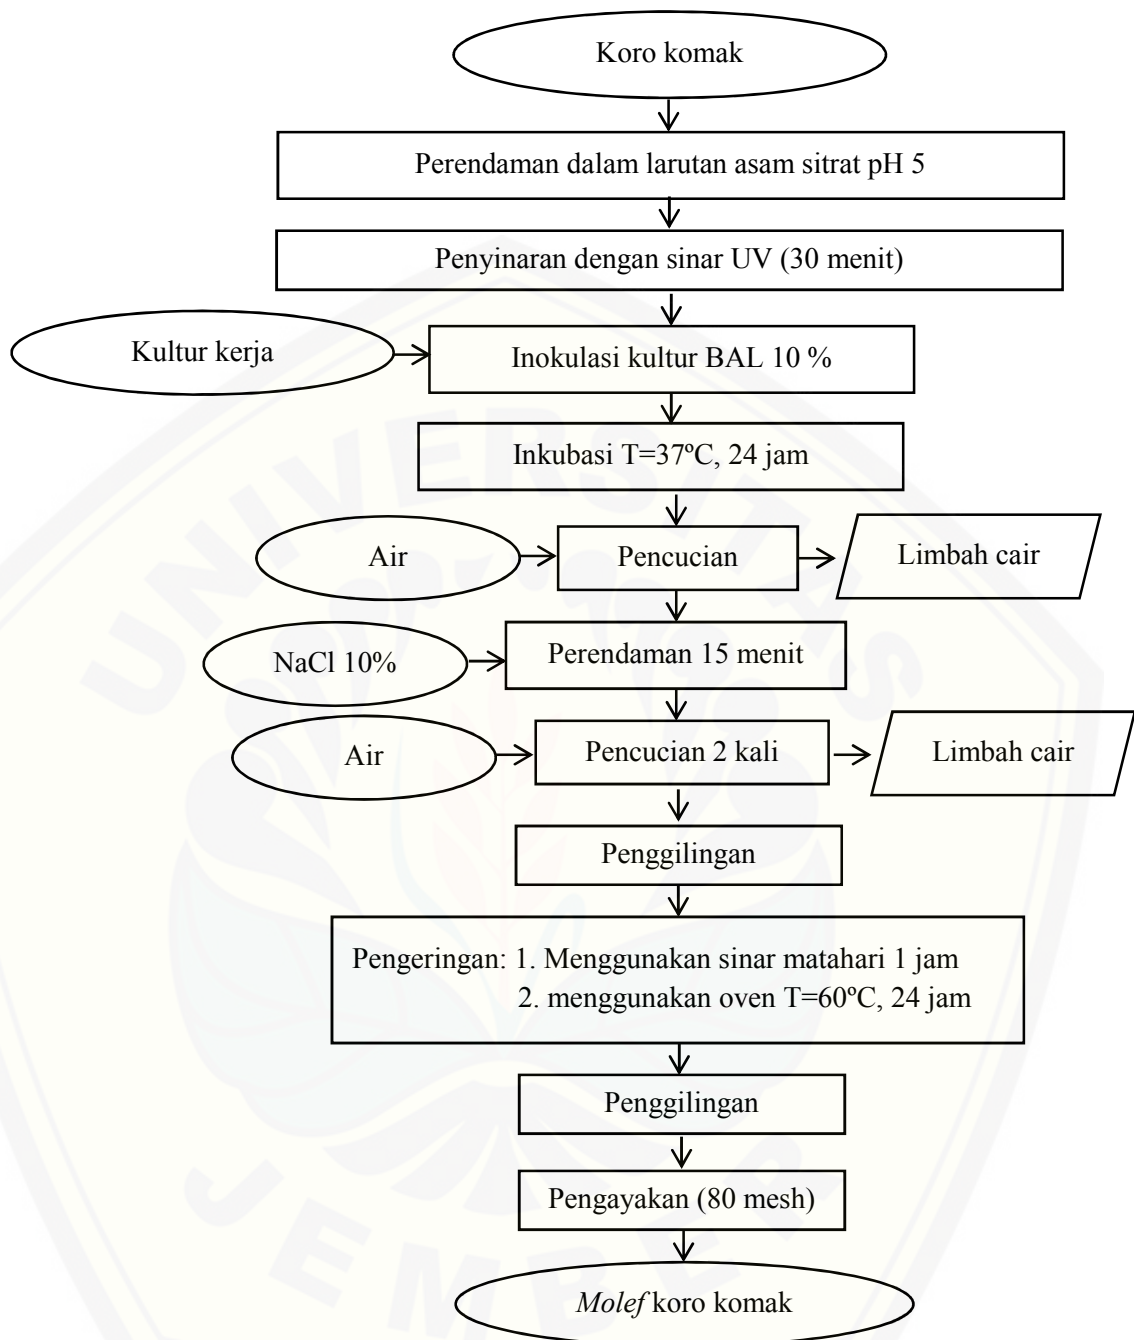 Koro komak
Perendaman dalam larutan asam sitrat pH 5
Penyinaran dengan sinar UV (30 menit)
Kultur kerja
Inokulasi kultur BAL 10 %
Inkubasi T=37ºC, 24 jam
Air
Pencucian
Limbah cair
NaCl 10%
Perendaman 15 menit
Air
Pencucian 2 kali
Limbah cair
Penggilingan
Pengeringan: 1. Menggunakan sinar matahari 1 jam
2. menggunakan oven T=60ºC, 24 jam
Penggilingan
Pengayakan (80 mesh)
Molef koro komak
UNIVERSITAS
JEMBER